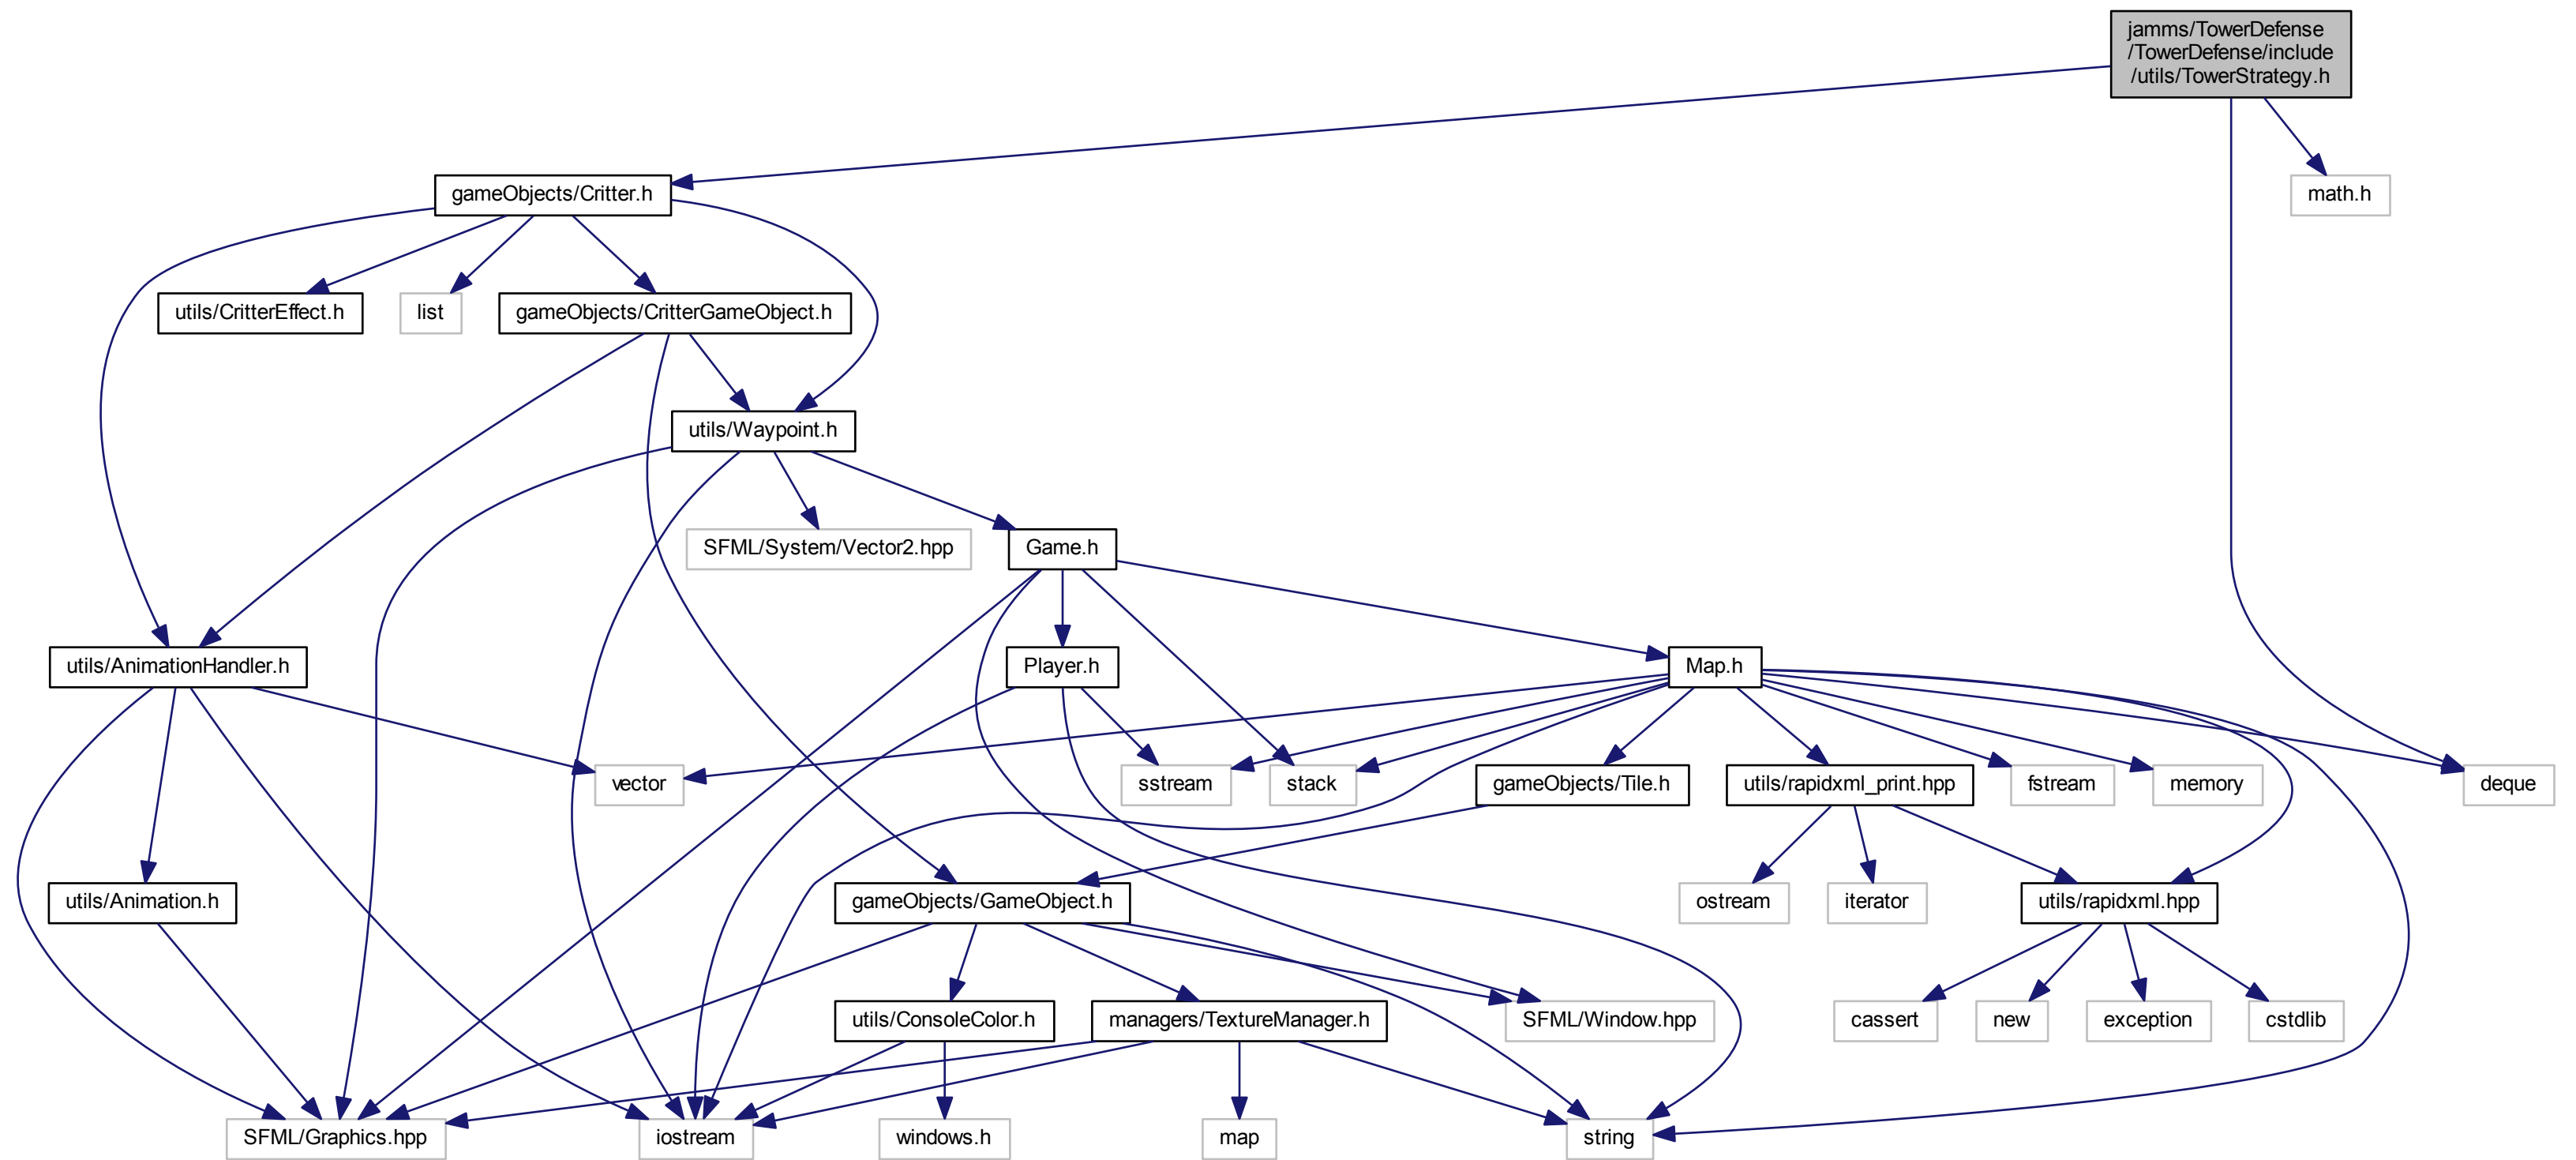 jamms/TowerDefense
/TowerDefense/include
/utils/TowerStrategy.h
gameObjects/Critter.h
math.h
utils/CritterEffect.h
list
gameObjects/CritterGameObject.h
utils/Waypoint.h
SFML/System/Vector2.hpp
Game.h
utils/AnimationHandler.h
Player.h
Map.h
vector
sstream
stack
gameObjects/Tile.h
utils/rapidxml_print.hpp
fstream
memory
deque
utils/Animation.h
gameObjects/GameObject.h
ostream
iterator
utils/rapidxml.hpp
utils/ConsoleColor.h
managers/TextureManager.h
SFML/Window.hpp
cassert
new
exception
cstdlib
SFML/Graphics.hpp
iostream
windows.h
map
string